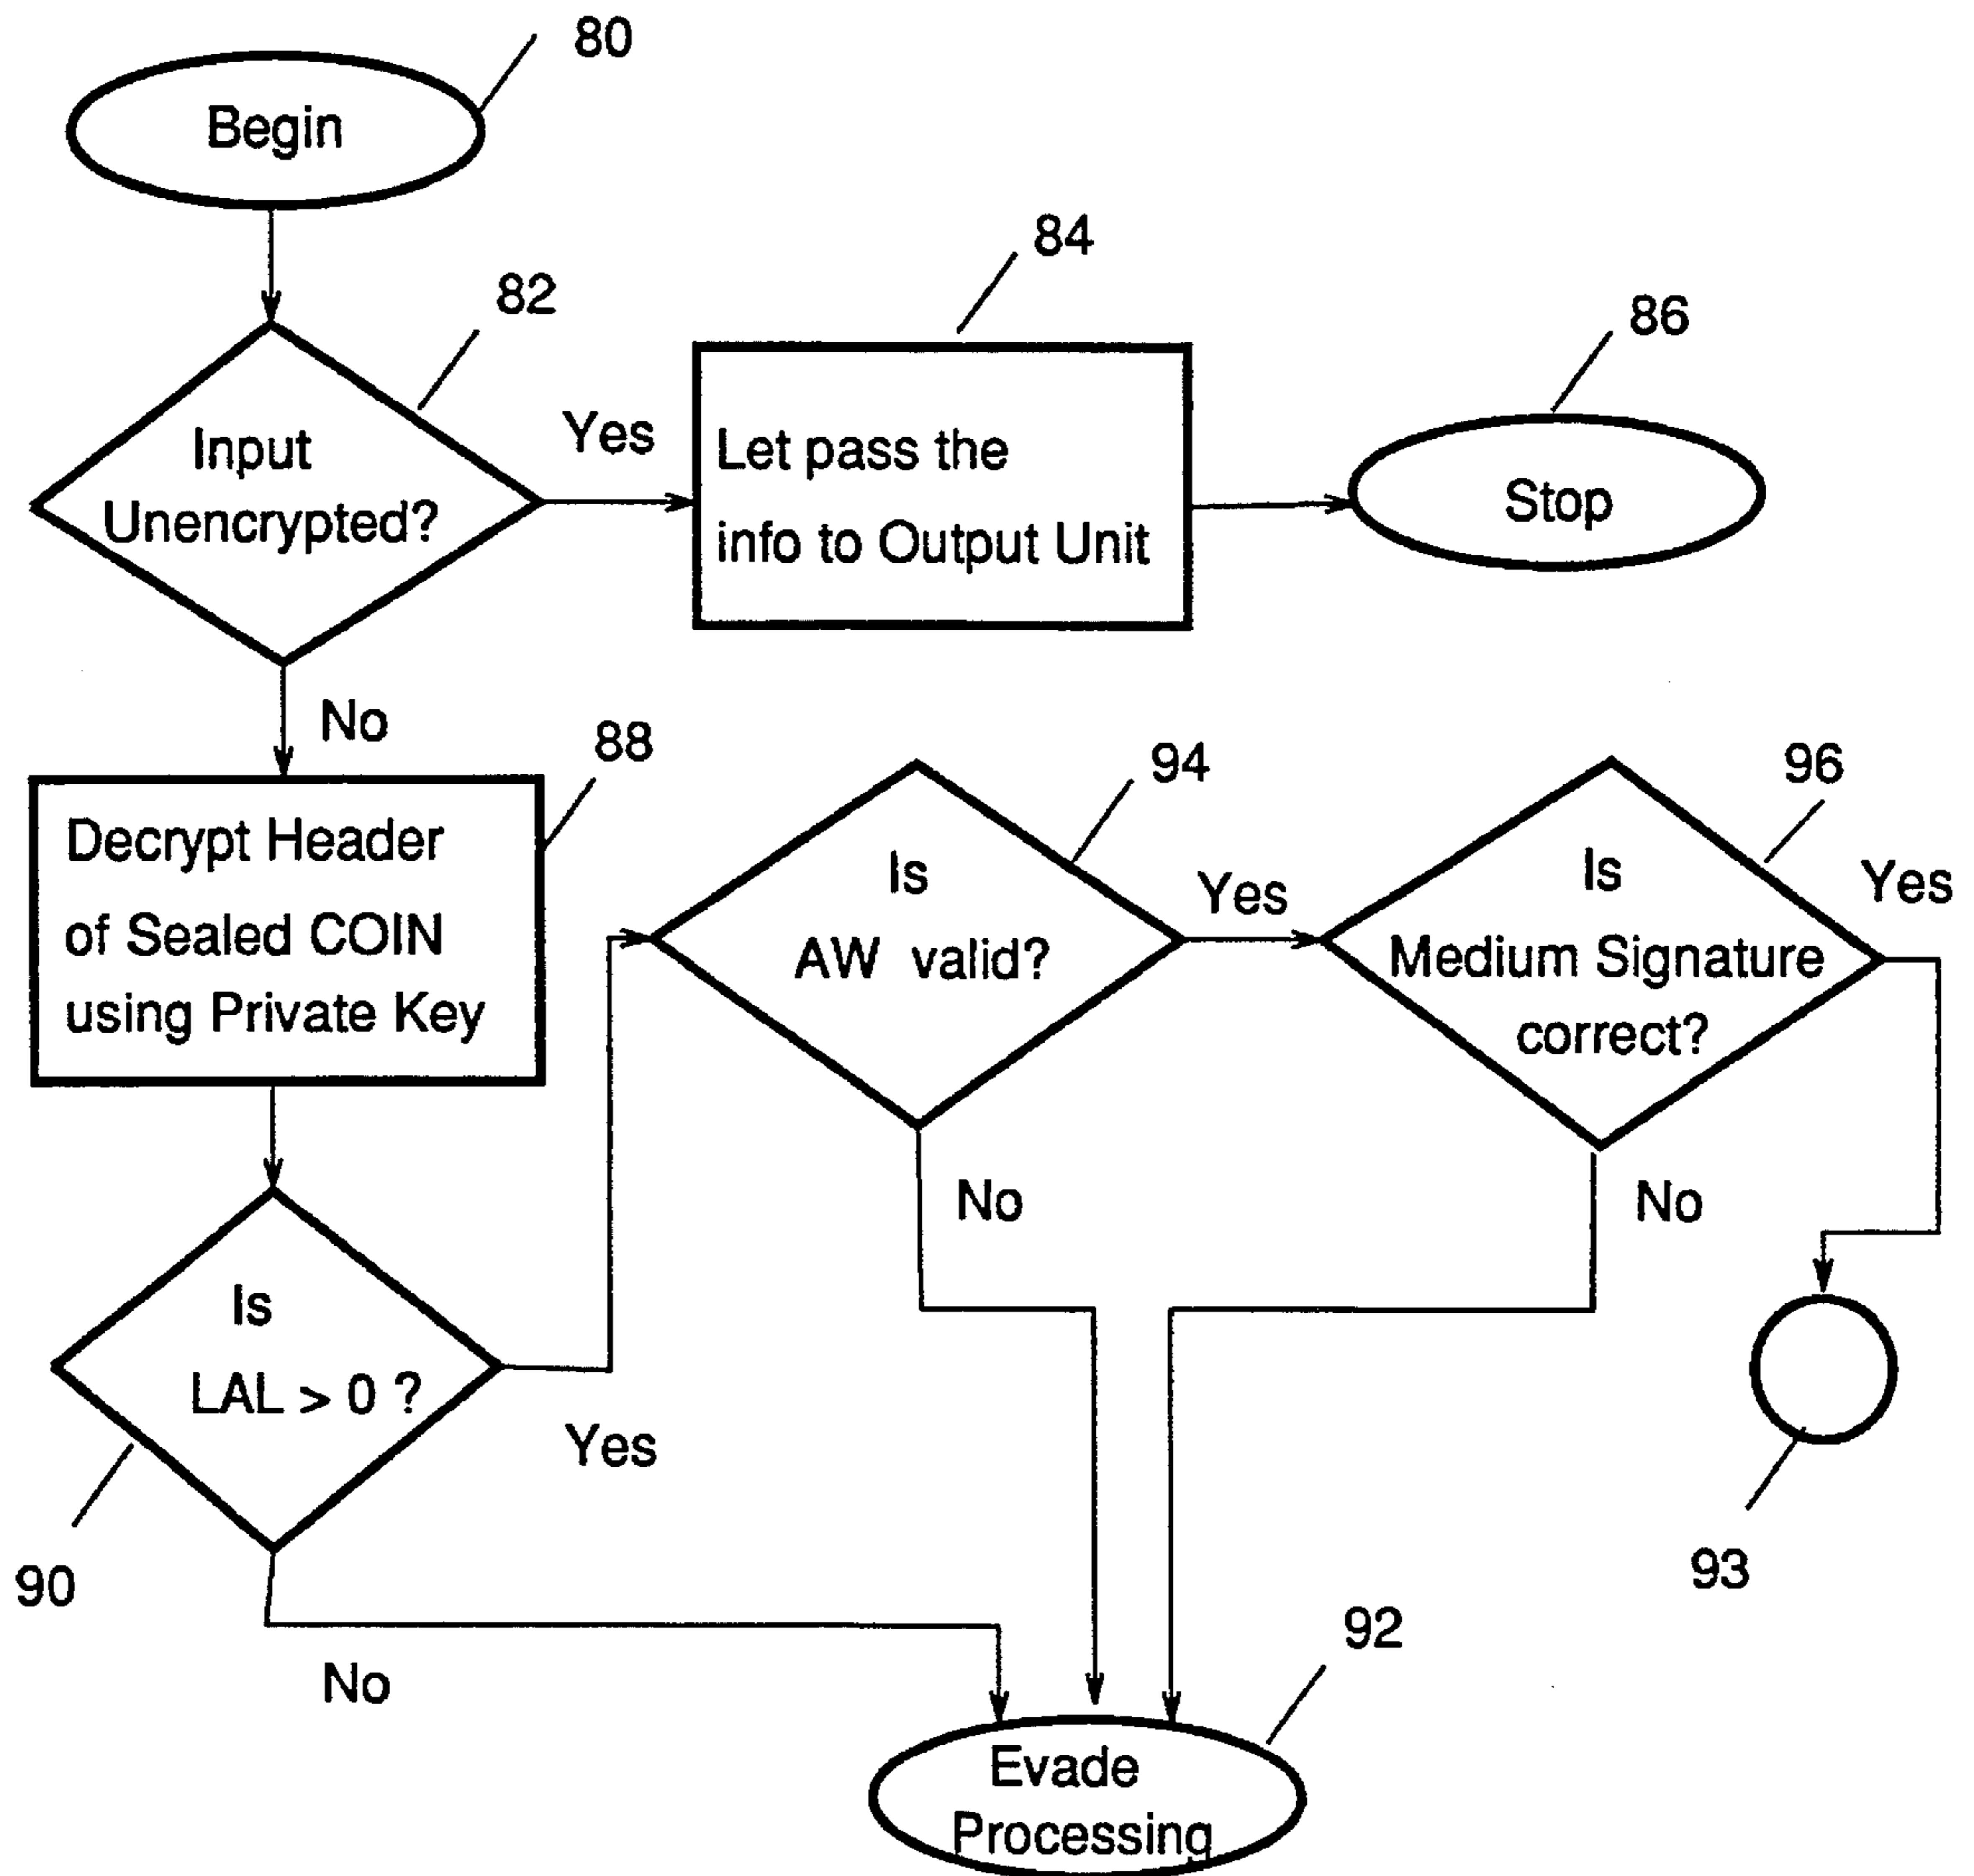 80
Begin
84
82
86
Yes
Input
Unencrypted?
Let pass the
info to Output Unit
Stop
No
88
94
96
Decrypt Header
of Sealed COIN
using Private Key
Is
AW valid?
Yes
Is
Medium Signature
correct?
Yes
No
No
Is
LAL > 0 ?
Yes
90
93
No
92
Evade
Processing